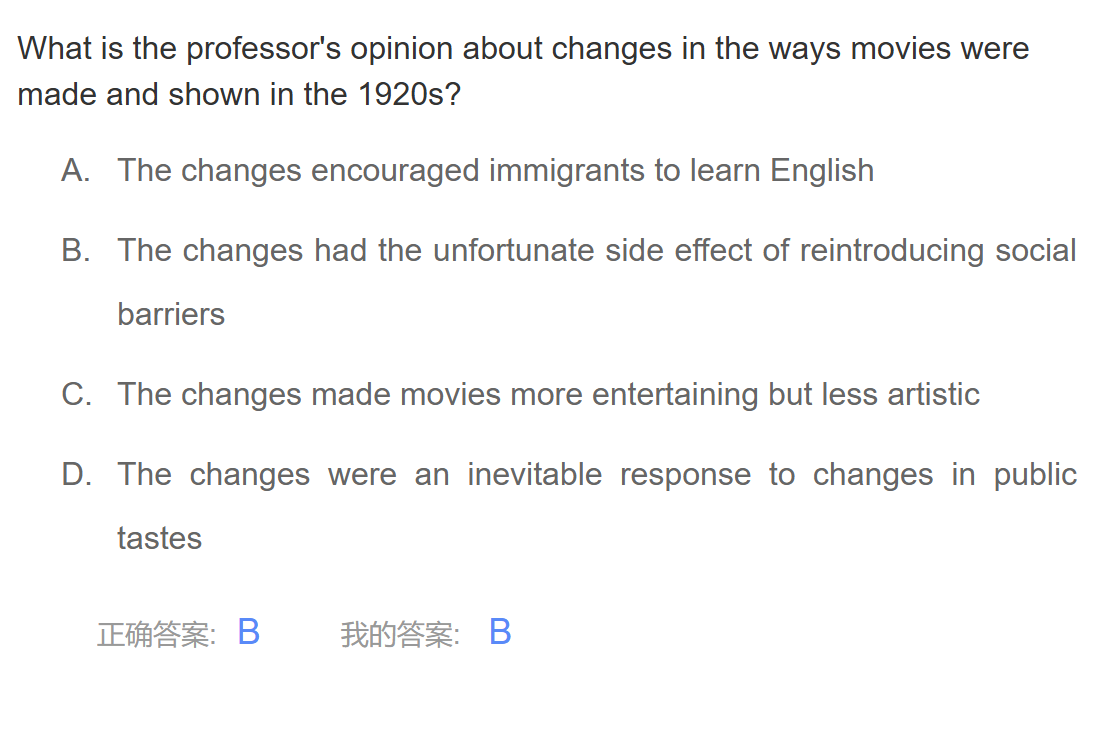 What is the professor's opinion about changes in the ways movies were
made and shown in the 1920s?
A. The changes encouraged immigrants to learn English
B. The changes had the unfortunate side effect of reintroducing social
barriers
C. The changes made movies more entertaining but less artistic
D. The changes were an inevitable response to changes in public
tastes
正确答案: B 我的答案: B